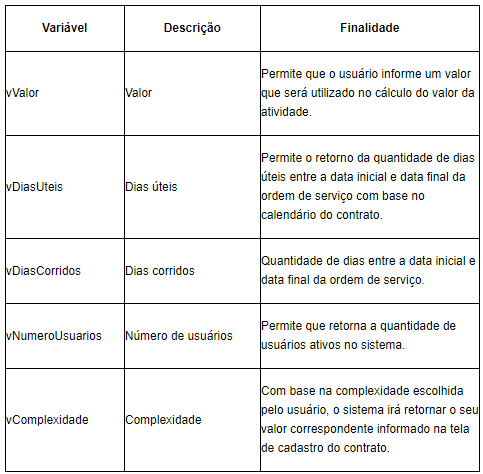 Variável Descrição Finalidade
vValor Valor Permite que o usuário informe um valor
que será utilizado no cálculo do valor da
atividade.
vDiasUteis Dias úteis Permite o retorno da quantidade de dias
úteis entre a data inicial e data final da
ordem de serviço com base no
calendário do contrato.
vDiasCorridos Dias corridos Quantidade de dias entre a data inicial e
data final da ordem de serviço.
vNumeroUsuarios Número de usuários Permite que retorna a quantidade de
usuários ativos no sistema.
vComplexidade Complexidade Com base na complexidade escolhida
pelo usuário, o sistema irá retornar o seu
valor correspondente informado na tela
de cadastro do contrato.